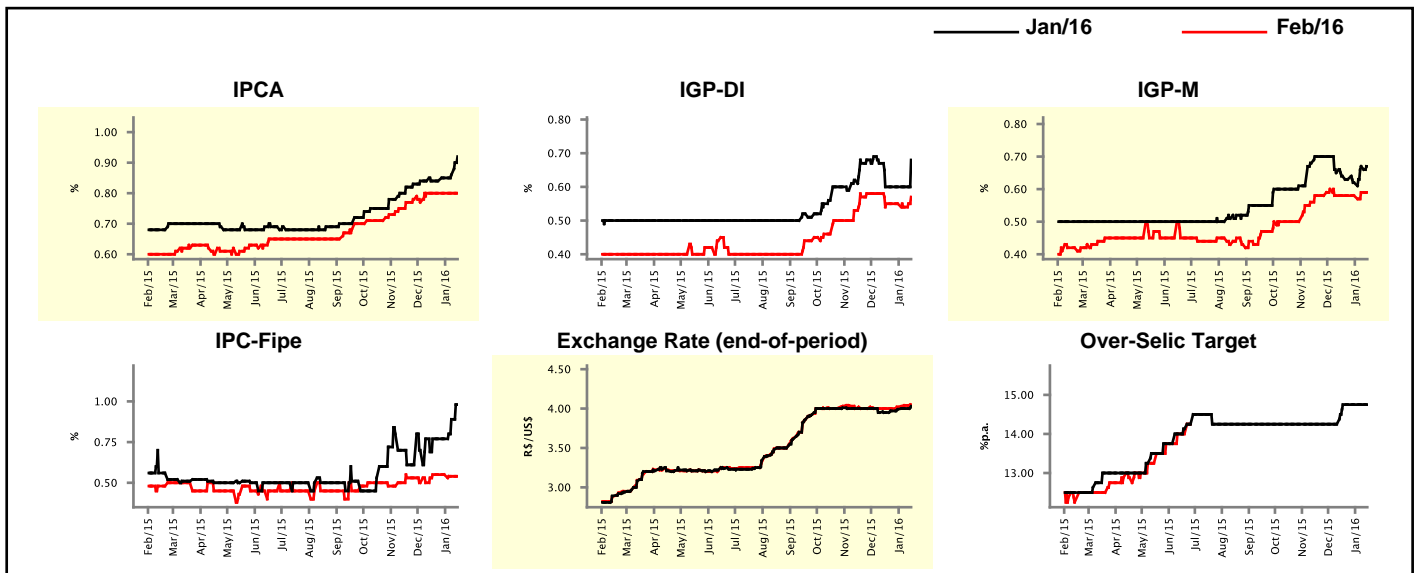 Jan/16 Feb/16
IPCA IGP-DI IGP-M
%
1.00
0.90
0.80
0.70
0.60
Feb/15 Mar/15 Apr/15 May/15 Jun/15 Jul/15 Aug/15 Sep/15 Oct/15 Nov/15 Dec/15 Jan/16
%
0.80
0.70
0.60
0.50
0.40
Feb/15 Mar/15 Apr/15 May/15 Jun/15 Jul/15 Aug/15 Sep/15 Oct/15 Nov/15 Dec/15 Jan/16
%
0.80
0.70
0.60
0.50
0.40
Feb/15 Mar/15 Apr/15 May/15 Jun/15 Jul/15 Aug/15 Sep/15 Oct/15 Nov/15 Dec/15 Jan/16
IPC-Fipe Exchange Rate (end-of-period) Over-Selic Target
%
1.00
0.75
0.50
Feb/15 Mar/15 Apr/15 May/15 Jun/15 Jul/15 Aug/15 Sep/15 Oct/15 Nov/15 Dec/15 Jan/16
R$/US$
4.50
4.00
3.50
3.00
Feb/15 Mar/15 Apr/15 May/15 Jun/15 Jul/15 Aug/15 Sep/15 Oct/15 Nov/15 Dec/15 Jan/16
%p.a.
15.00
14.00
13.00
Feb/15 Mar/15 Apr/15 May/15 Jun/15 Jul/15 Aug/15 Sep/15 Oct/15 Nov/15 Dec/15 Jan/16